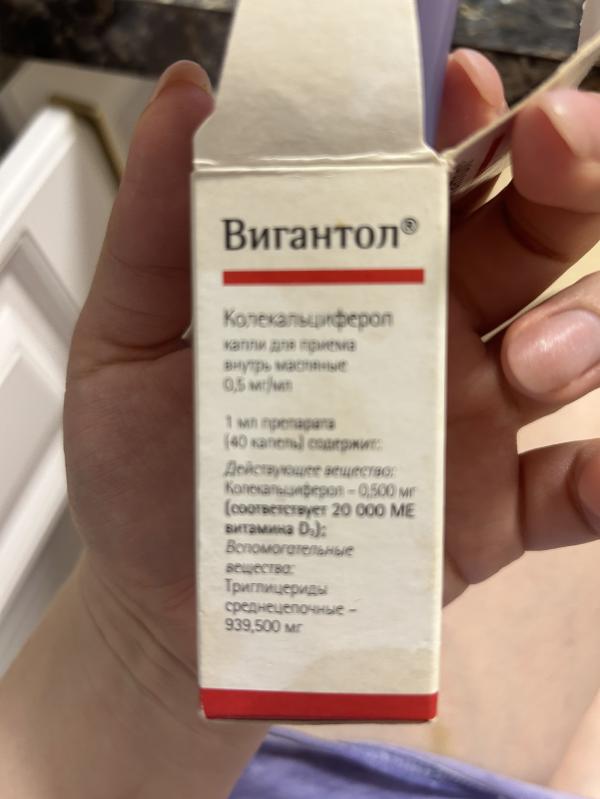 Вигантол®
Колекальциферол
капли для приема
внутрь масляные
0,5 мг/мл
1 мл препарата
(40 капель) содержит:
Действующее вещество:
Колекальциферол – 0,500 мг
(соответствует 20 000 МЕ
витамина D₃);
Вспомогательные
вещества:
Триглицериды
среднецепочные –
939,500 мг